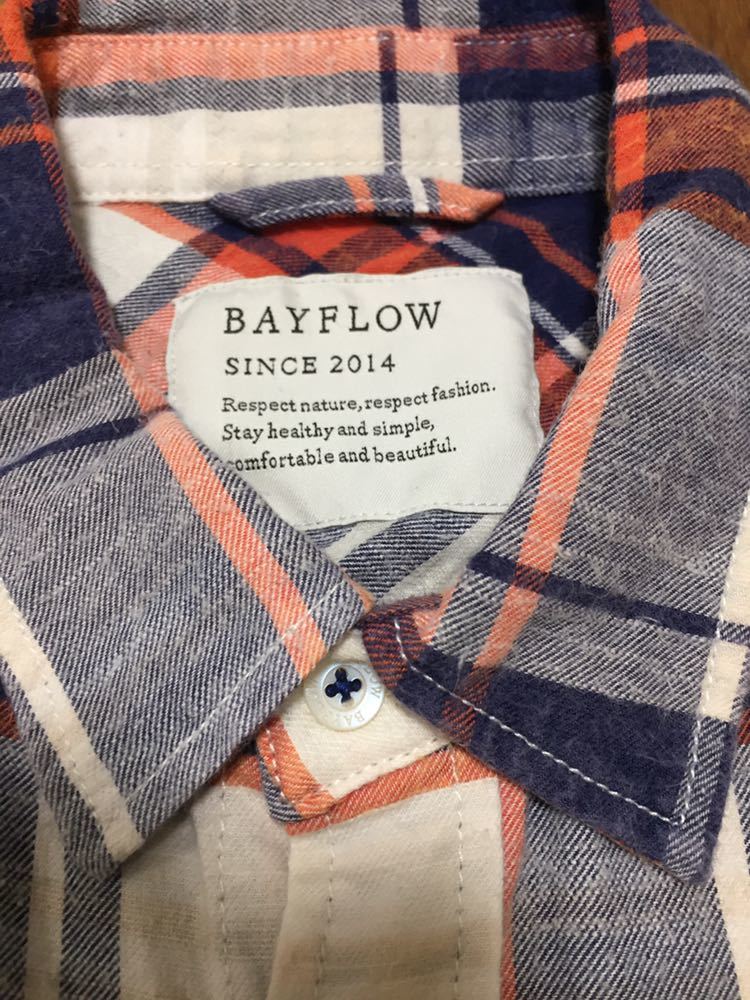 BAYFLOW
SINCE 2014
Respect nature, respect fashion.
Stay healthy and simple,
comfortable and beautiful.